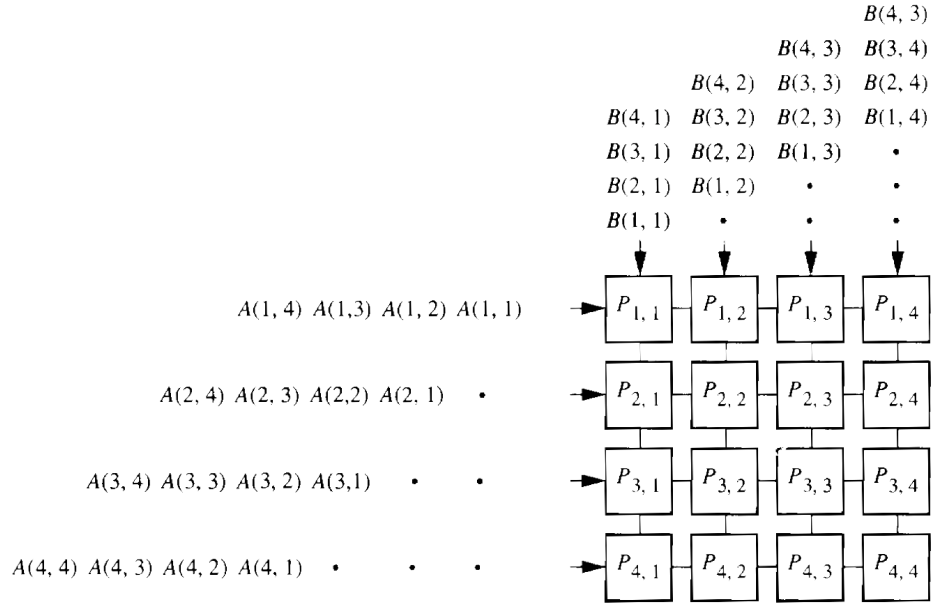 B(4, 3)
B(4, 3) B(3, 4)
B(4, 2) B(3, 3) B(2, 4)
B(4, 1) B(3, 2) B(2, 3) B(1, 4)
B(3, 1) B(2, 2) B(1, 3) •
B(2, 1) B(1, 2) • •
B(1, 1) • • •
A(1, 4) A(1,3) A(1, 2) A(1, 1) P1, 1 P1, 2 P1, 3 P1, 4
A(2, 4) A(2, 3) A(2,2) A(2, 1) • P2, 1 P2, 2 P2, 3 P2, 4
A(3, 4) A(3, 3) A(3, 2) A(3,1) • • P3, 1 P3, 2 P3, 3 P3, 4
A(4, 4) A(4, 3) A(4, 2) A(4, 1) • • • P4, 1 P4, 2 P4, 3 P4, 4